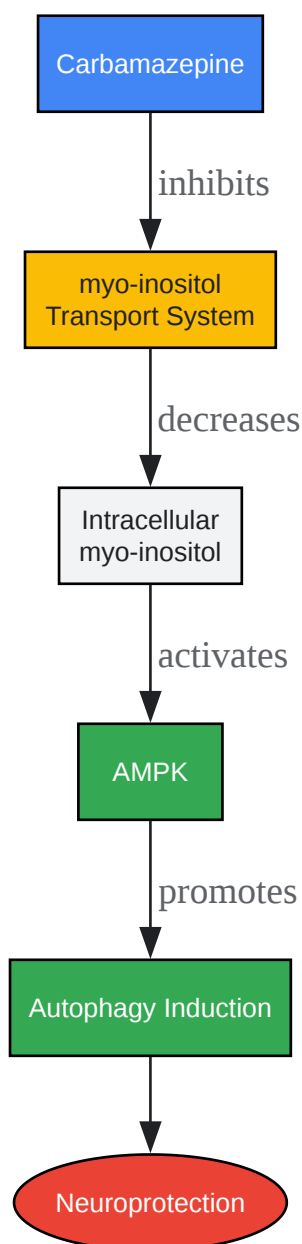 Carbamazepine
inhibits
myo-inositol
Transport System
decreases
Intracellular
myo-inositol
activates
AMPK
promotes
Autophagy Induction
Neuroprotection